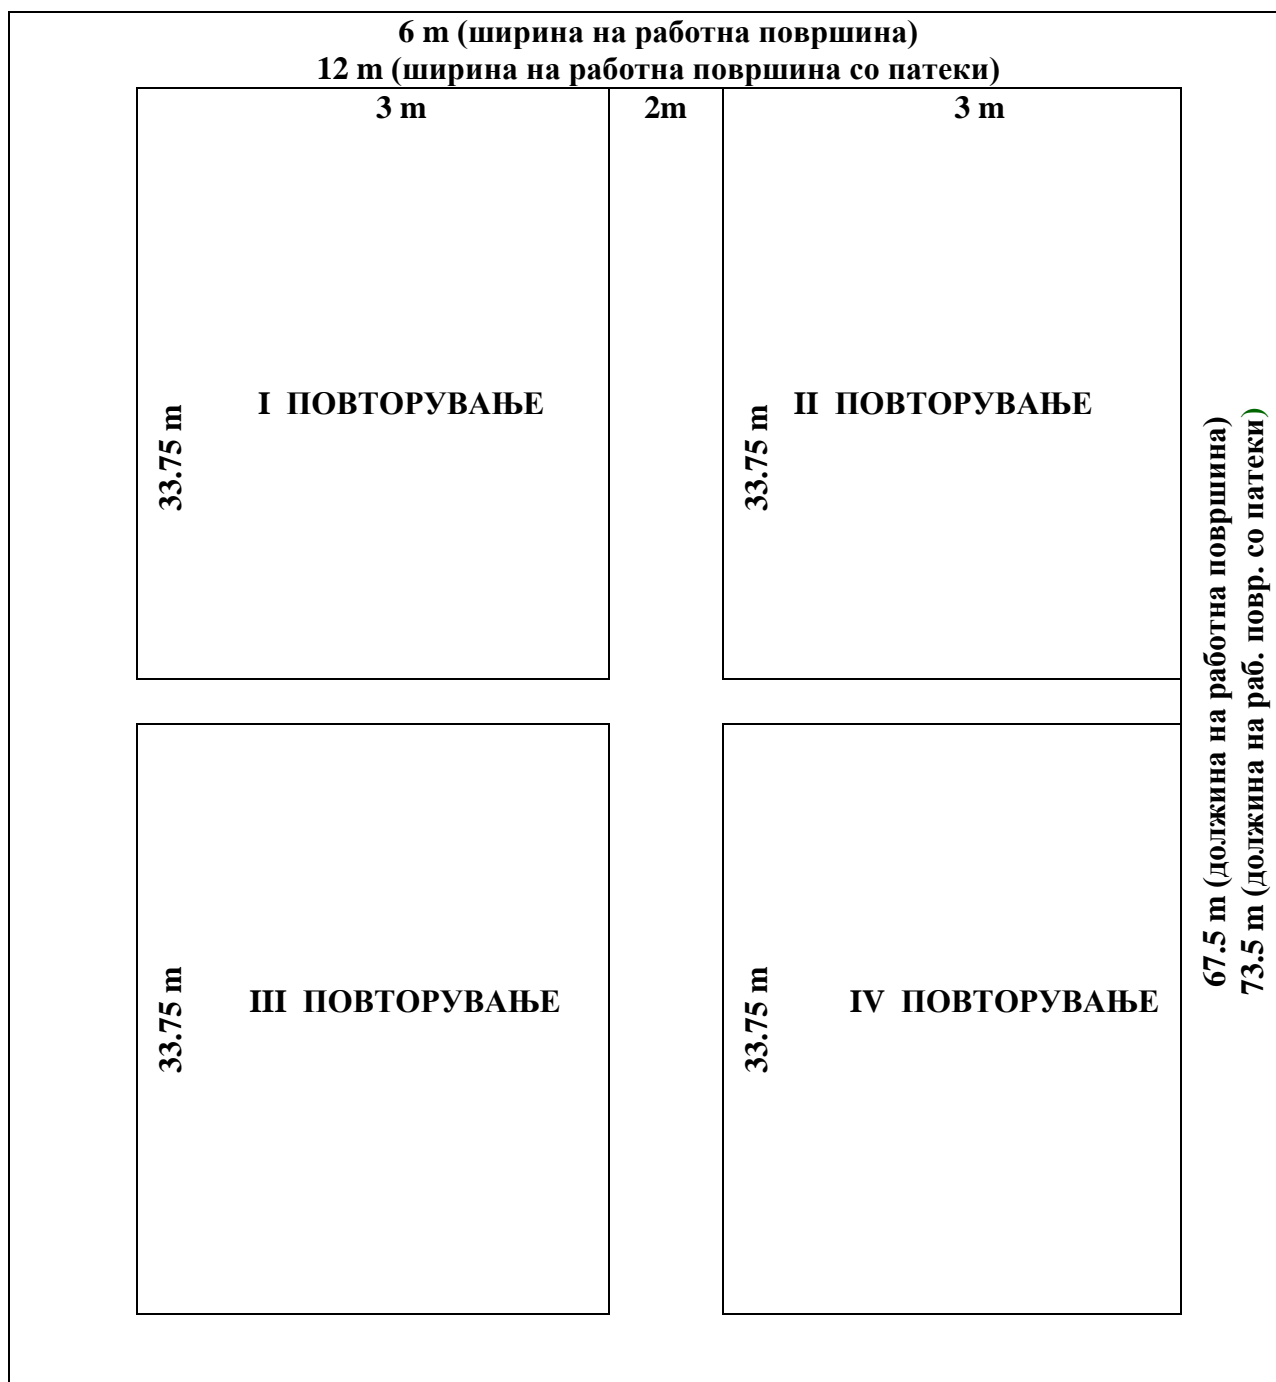 6 m (ширина на работна површина)
12 m (ширина на работна површина со патеки)
3 m
2m
3 m
I ПОВТОРУВАЊЕ
33.75 m
II ПОВТОРУВАЊЕ
33.75 m
67.5 m (должина на работна површина)
73.5 m (должина на раб. повр. со патеки)
III ПОВТОРУВАЊЕ
33.75 m
IV ПОВТОРУВАЊЕ
33.75 m